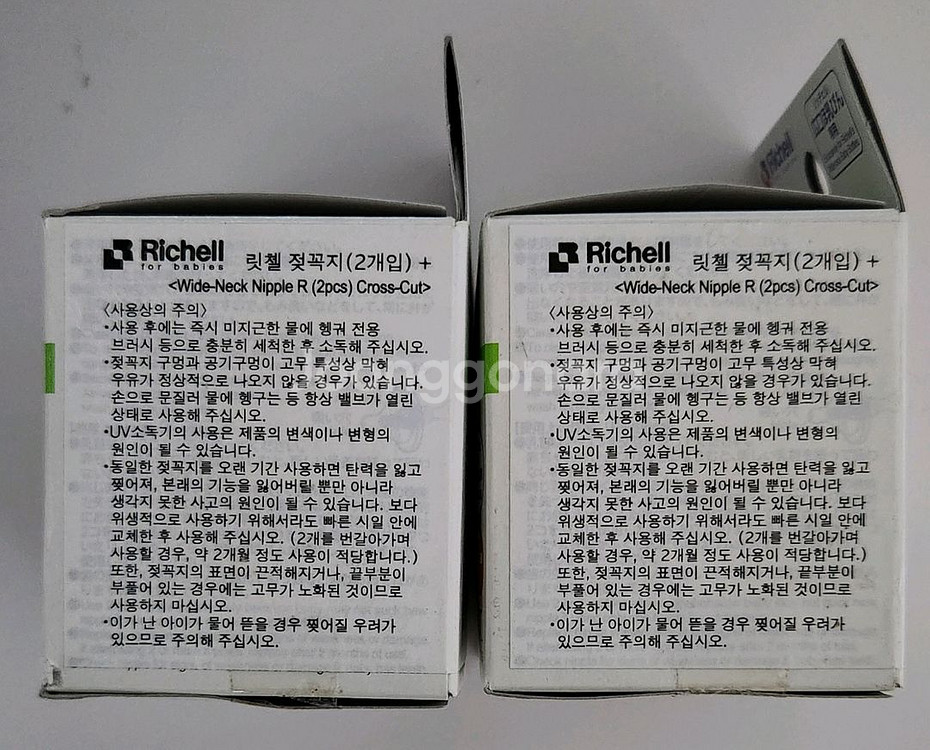 Richell
for babies
릿첼 젖꼭지(2개입) +
<Wide-Neck Nipple R (2pcs) Cross-Cut>
〈사용상의 주의〉
•사용 후에는 즉시 미지근한 물에 헹궈 전용
브러시 등으로 충분히 세척한 후 소독해 주십시오.
•젖꼭지 구멍과 공기구멍이 고무 특성상 막혀
우유가 정상적으로 나오지 않을 경우가 있습니다.
손으로 문질러 물에 헹구는 등 항상 밸브가 열린
상태로 사용해 주십시오.
•UV소독기의 사용은 제품의 변색이나 변형의
원인이 될 수 있습니다.
•동일한 젖꼭지를 오랜 기간 사용하면 탄력을 잃고
찢어져, 본래의 기능을 잃어버릴 뿐만 아니라
생각지 못한 사고의 원인이 될 수 있습니다. 보다
위생적으로 사용하기 위해서라도 빠른 시일 안에
교체한 후 사용해 주십시오. (2개를 번갈아가며
사용할 경우, 약 2개월 정도 사용이 적당합니다.)
또한, 젖꼭지의 표면이 끈적해지거나, 끝부분이
부풀어 있는 경우에는 고무가 노화된 것이므로
사용하지 마십시오.
•이가 난 아이가 물어 뜯을 경우 찢어질 우려가
있으므로 주의해 주십시오.
Richell
Richell
for babies
릿첼 젖꼭지(2개입) +
<Wide-Neck Nipple R (2pcs) Cross-Cut>
〈사용상의 주의〉
•사용 후에는 즉시 미지근한 물에 헹궈 전용
브러시 등으로 충분히 세척한 후 소독해 주십시오.
•젖꼭지 구멍과 공기구멍이 고무 특성상 막혀
우유가 정상적으로 나오지 않을 경우가 있습니다.
손으로 문질러 물에 헹구는 등 항상 밸브가 열린
상태로 사용해 주십시오.
•UV소독기의 사용은 제품의 변색이나 변형의
원인이 될 수 있습니다.
•동일한 젖꼭지를 오랜 기간 사용하면 탄력을 잃고
찢어져, 본래의 기능을 잃어버릴 뿐만 아니라
생각지 못한 사고의 원인이 될 수 있습니다. 보다
위생적으로 사용하기 위해서라도 빠른 시일 안에
교체한 후 사용해 주십시오. (2개를 번갈아가며
사용할 경우, 약 2개월 정도 사용이 적당합니다.)
또한, 젖꼭지의 표면이 끈적해지거나, 끝부분이
부풀어 있는 경우에는 고무가 노화된 것이므로
사용하지 마십시오.
•이가 난 아이가 물어 뜯을 경우 찢어질 우려가
있으므로 주의해 주십시오.